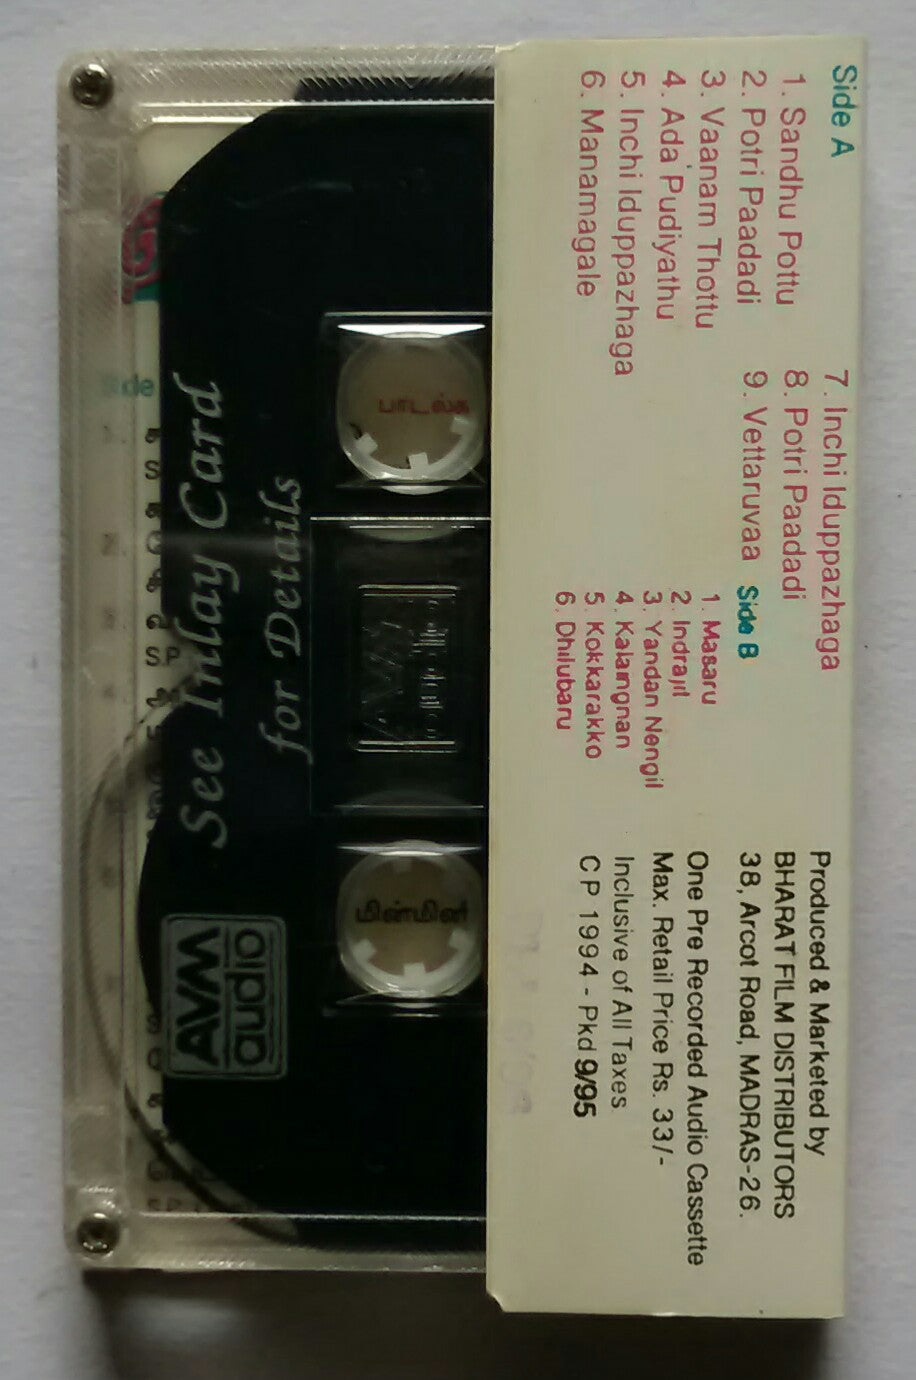 Side A
1. Sandhu Pottu
2. Potri Paadadi
3. Vaanam Thottu
4. Ada Pudiyathu
5. Inchi Iduppazhaga
6. Manamagale
7. Inchi Iduppazhaga
8. Potri Paadadi
9. Vettaruvaa
Side B
1. Masaru
2. Indrajit
3. Yandan Nengil
4. Kalaingnan
5. Kokkarakko
6. Dhilubaru
Produced & Marketed by
BHARAT FILM DISTRIBUTORS
38, Arcot Road, MADRAS-26.
One Pre Recorded Audio Cassette
Max. Retail Price Rs. 33/-
Inclusive of All Taxes
C P 1994 - Pkd 9/95
பாடல்க
மின்மினி
See Inlay Card
for Details
AVM
audio